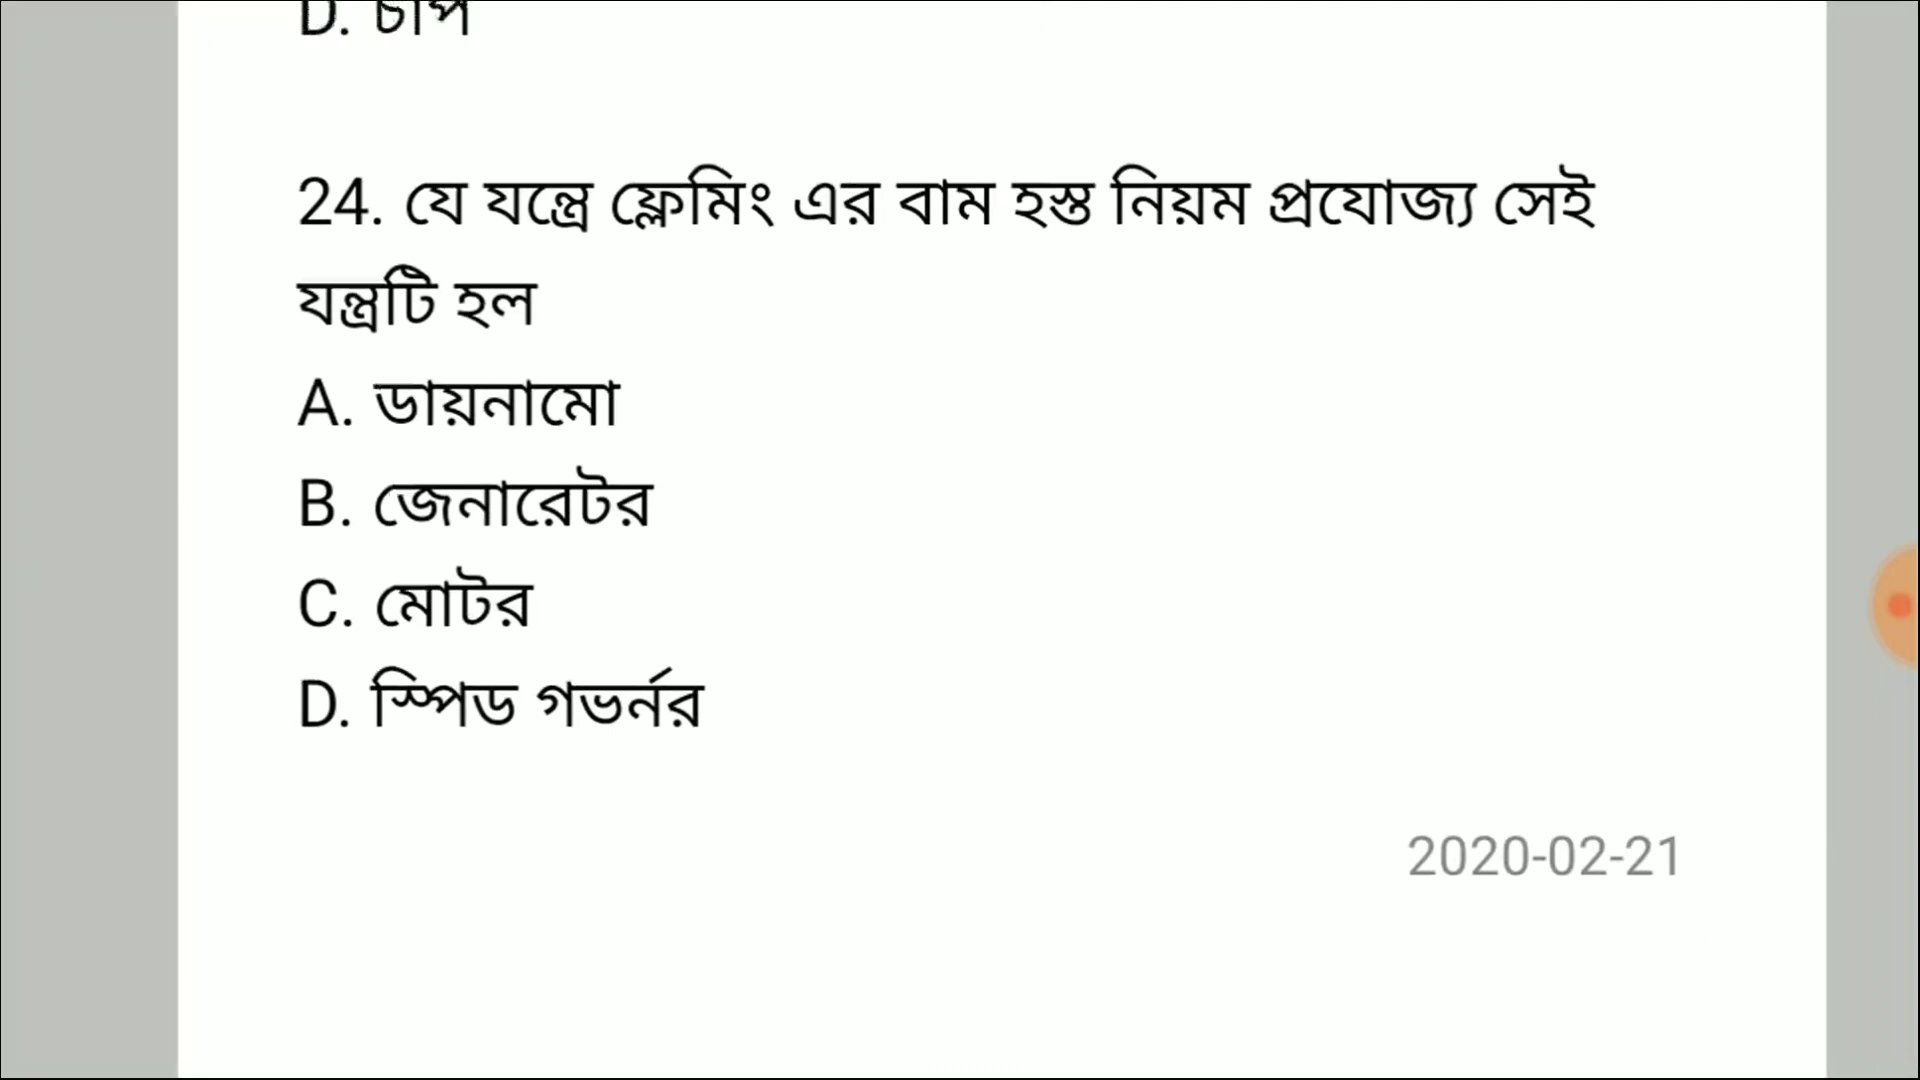 D. চাপ
24. যে যন্ত্রে ফ্লেমিং এর বাম হস্ত নিয়ম প্রযোজ্য সেই
যন্ত্রটি হল
A. ডায়নামো
B. জেনারেটর
C. মোটর
D. স্পিড গভর্নর
2020-02-21